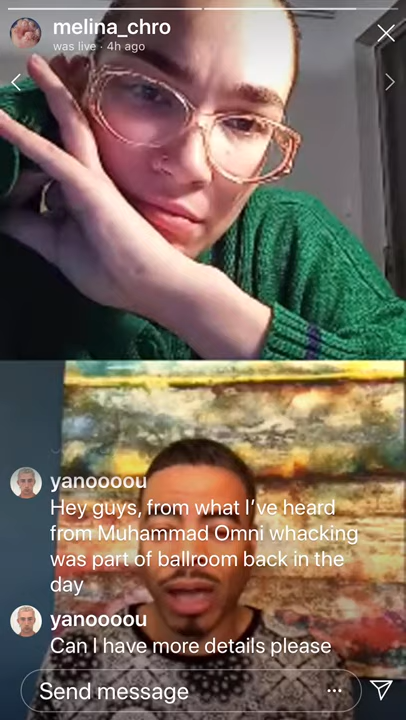 melina_chro
was live · 4h ago
yanoooou
Hey guys, from what I've heard
from Muhammad Omni whacking
was part of ballroom back in the
day
yanoooou
Can I have more details please
Send message